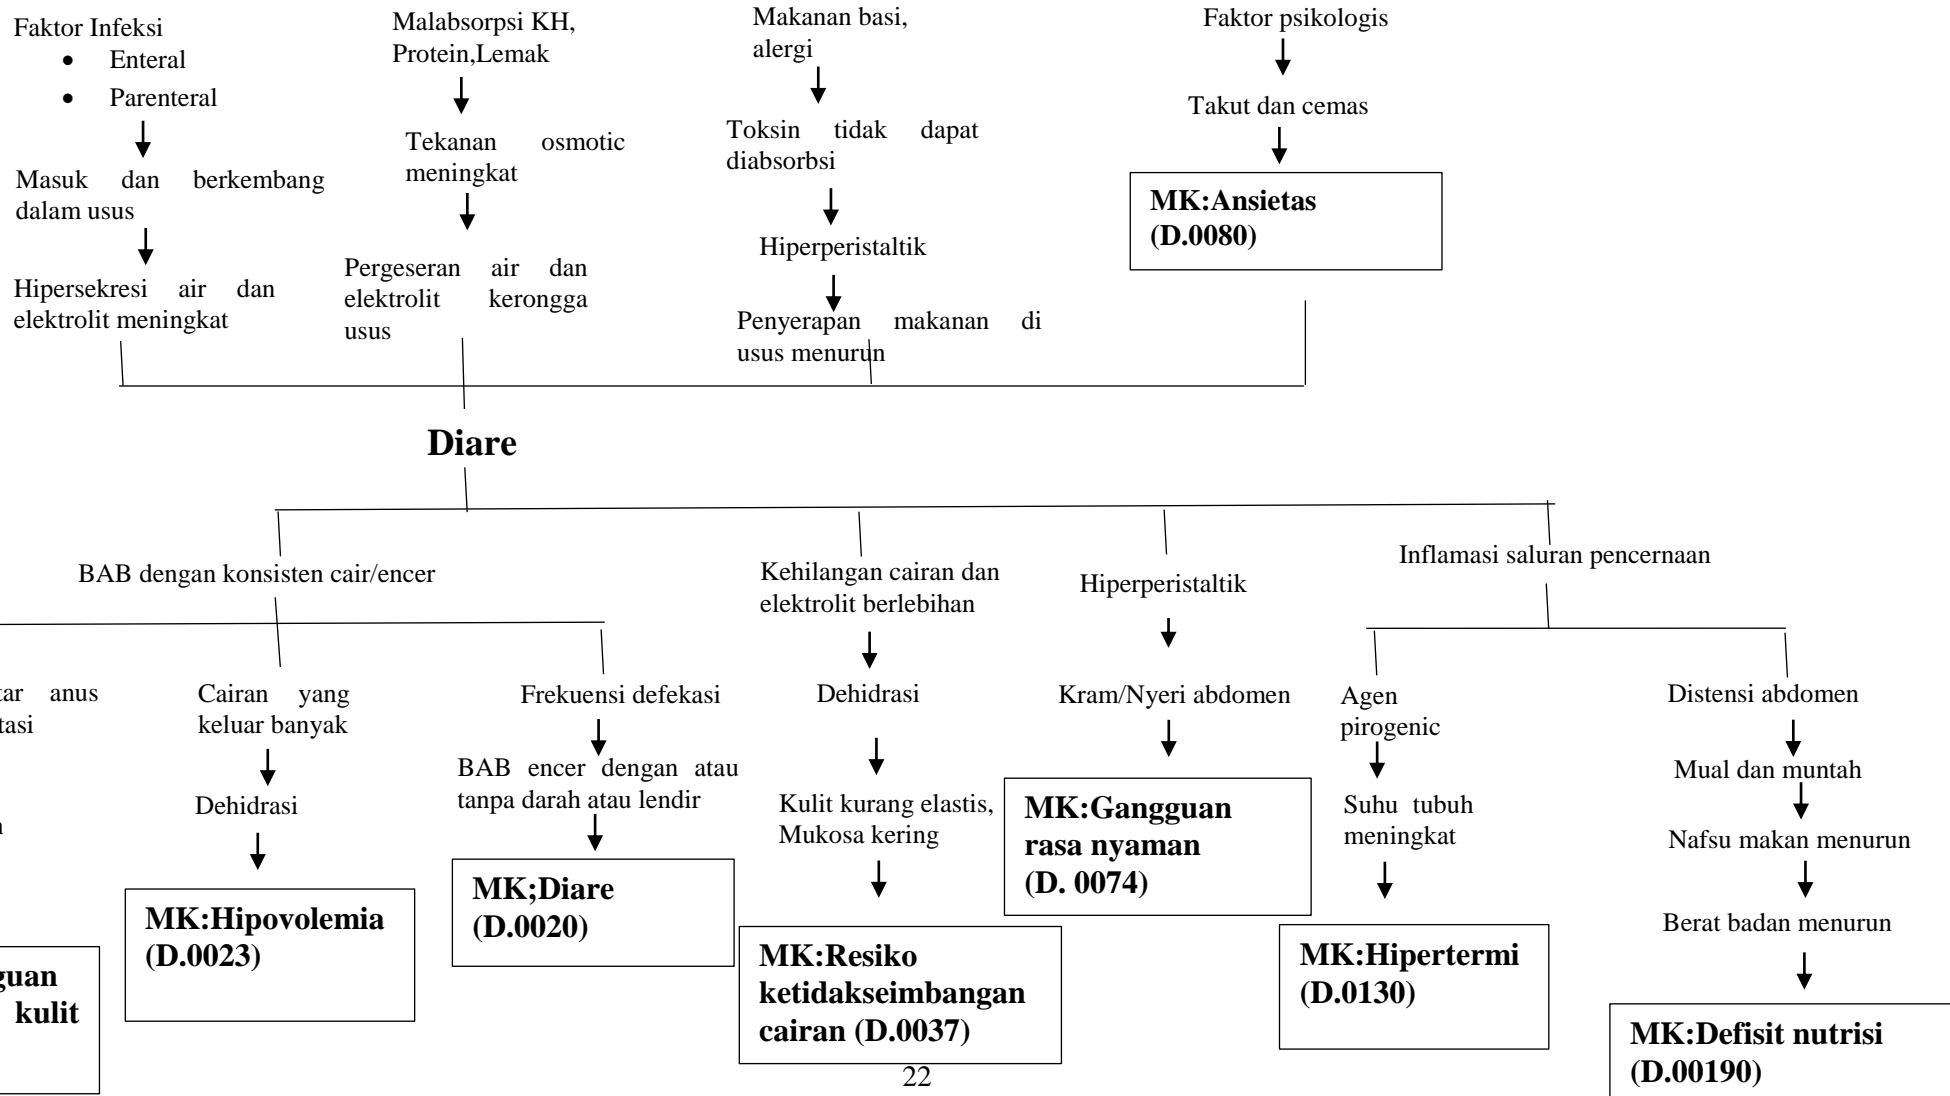 Faktor Infeksi
• Enteral
• Parenteral
Masuk dan berkembang
dalam usus
Hipersekresi air dan
elektrolit meningkat
Malabsorpsi KH,
Protein,Lemak
Tekanan osmotic
meningkat
Pergeseran air dan
elektrolit kerongga
usus
Makanan basi,
alergi
Toksin tidak dapat
diabsorbsi
Hiperperistaltik
Penyerapan makanan di
usus menurun
Faktor psikologis
Takut dan cemas
MK:Ansietas
(D.0080)
Diare
BAB dengan konsisten cair/encer
tar anus
tasi
n
guan
kulit
Cairan yang
keluar banyak
Dehidrasi
MK:Hipovolemia
(D.0023)
Frekuensi defekasi
BAB encer dengan atau
tanpa darah atau lendir
MK;Diare
(D.0020)
Kehilangan cairan dan
elektrolit berlebihan
Dehidrasi
Kulit kurang elastis,
Mukosa kering
MK:Resiko
ketidakseimbangan
cairan (D.0037)
Hiperperistaltik
Kram/Nyeri abdomen
MK:Gangguan
rasa nyaman
(D. 0074)
Inflamasi saluran pencernaan
Agen
pirogenic
Suhu tubuh
meningkat
MK:Hipertermi
(D.0130)
Distensi abdomen
Mual dan muntah
Nafsu makan menurun
Berat badan menurun
MK:Defisit nutrisi
(D.00190)
22